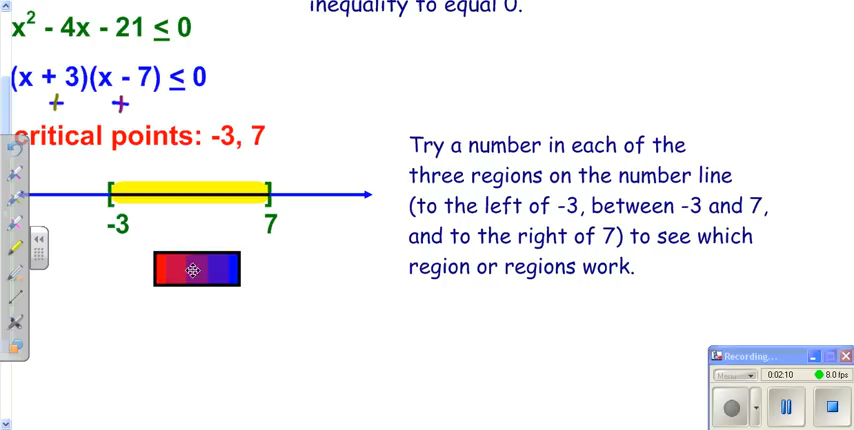 inequality to equal 0.
x² - 4x - 21 ≤ 0
(x + 3)(x - 7) ≤ 0
+ +
critical points: -3, 7
[ ]
-3 7
Try a number in each of the
three regions on the number line
(to the left of -3, between -3 and 7,
and to the right of 7) to see which
region or regions work.
Recording...
Menu 0:02:10 8.0 fps